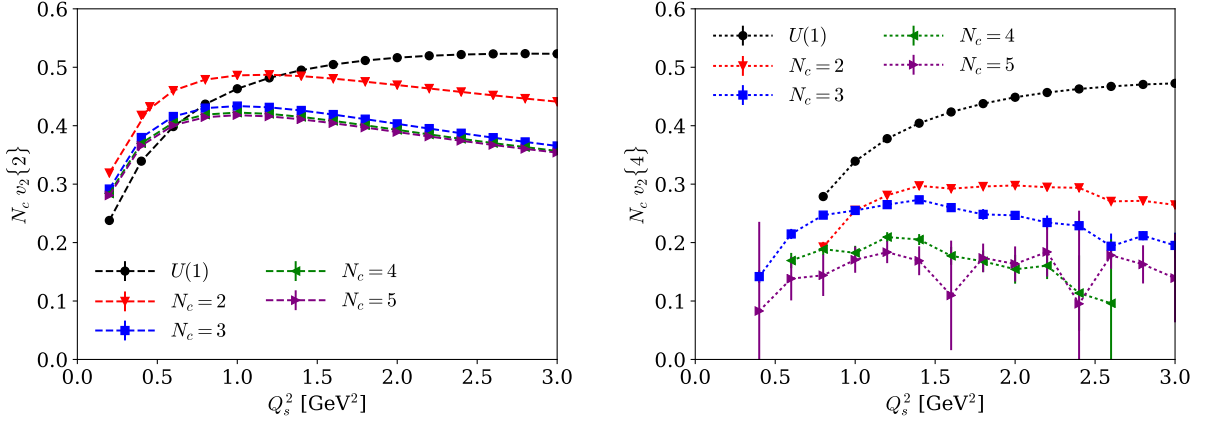 0.6
0.5
0.4
0.3
0.2
0.1
0.0
N_c v_2{2}
U(1)
N_c = 2
N_c = 3
N_c = 4
N_c = 5
0.0 0.5 1.0 1.5 2.0 2.5 3.0
Q_s^2 [GeV^2]
0.6
0.5
0.4
0.3
0.2
0.1
0.0
N_c v_2{4}
U(1)
N_c = 2
N_c = 3
N_c = 4
N_c = 5
0.0 0.5 1.0 1.5 2.0 2.5 3.0
Q_s^2 [GeV^2]